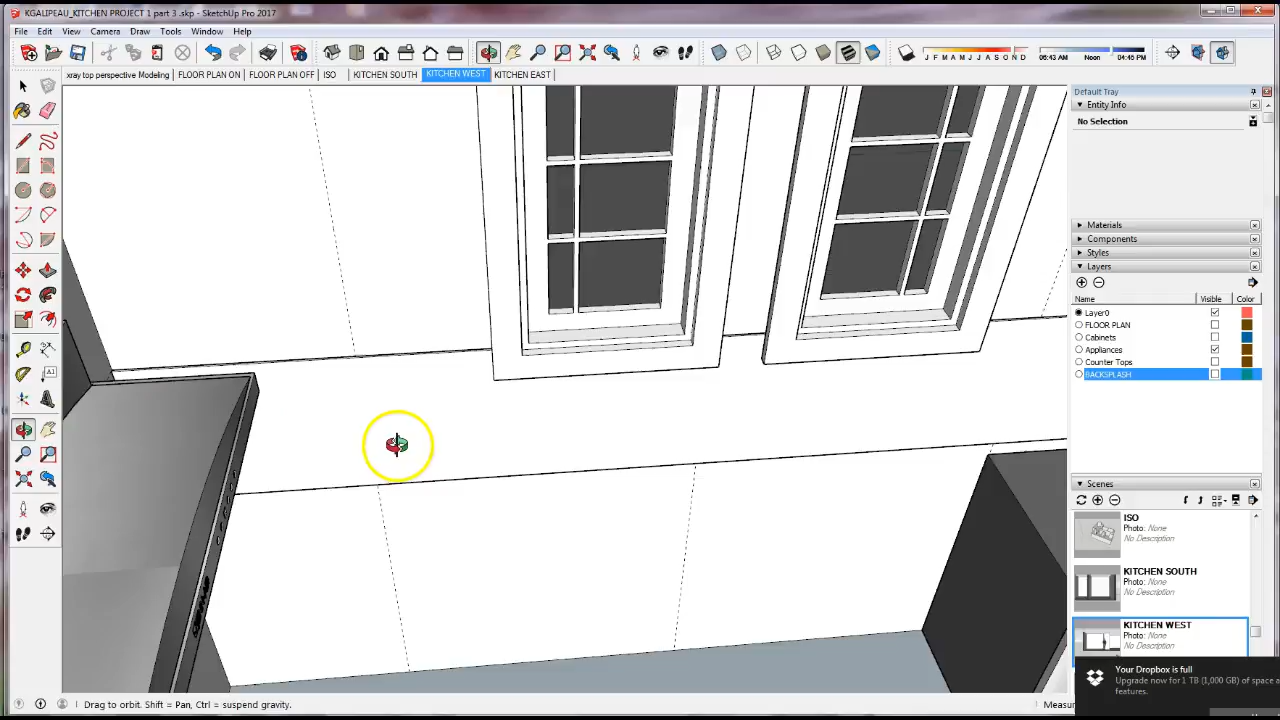 KGALIPEAU_KITCHEN PROJECT 1 part 3 .skp - SketchUp Pro 2017
File Edit View Camera Draw Tools Window Help
J F M A M J J A S O N D
06:43 AM Noon 04:45 PM
xray top perspective Modeling FLOOR PLAN ON FLOOR PLAN OFF ISO KITCHEN SOUTH KITCHEN WEST KITCHEN EAST
Default Tray
Entity Info
No Selection
Materials
Components
Styles
Layers
Name Visible Color
Layer0
FLOOR PLAN
Cabinets
Appliances
Counter Tops
BACKSPLASH
Scenes
ISO
Photo: None
No Description
KITCHEN SOUTH
Photo: None
No Description
KITCHEN WEST
Photo: None
No Description
Your Dropbox is full
Upgrade now for 1 TB (1,000 GB) of space a
features.
Drag to orbit. Shift = Pan, Ctrl = suspend gravity.
Measu